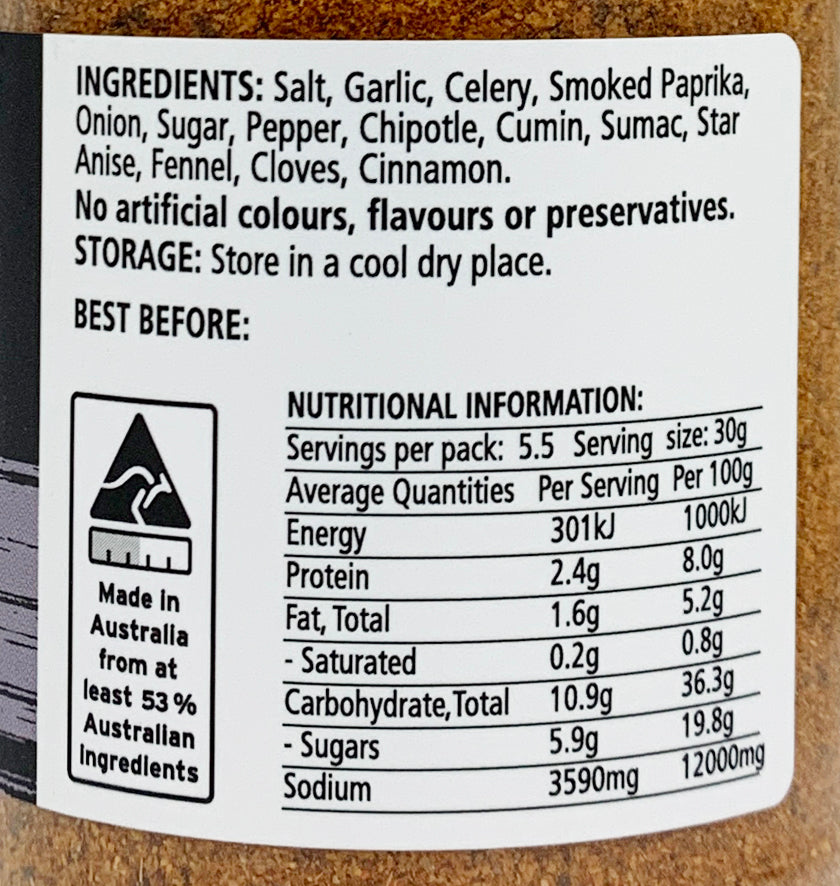 INGREDIENTS: Salt, Garlic, Celery, Smoked Paprika,
Onion, Sugar, Pepper, Chipotle, Cumin, Sumac, Star
Anise, Fennel, Cloves, Cinnamon.
No artificial colours, flavours or preservatives.
STORAGE: Store in a cool dry place.
BEST BEFORE:
Made in
Australia
from at
least 53%
Australian
Ingredients
NUTRITIONAL INFORMATION:
Servings per pack: 5.5 Serving size: 30g
Average Quantities Per Serving Per 100g
Energy 301kJ 1000kJ
Protein 2.4g 8.0g
Fat, Total 1.6g 5.2g
- Saturated 0.2g 0.8g
Carbohydrate, Total 10.9g 36.3g
- Sugars 5.9g 19.8g
Sodium 3590mg 12000mg